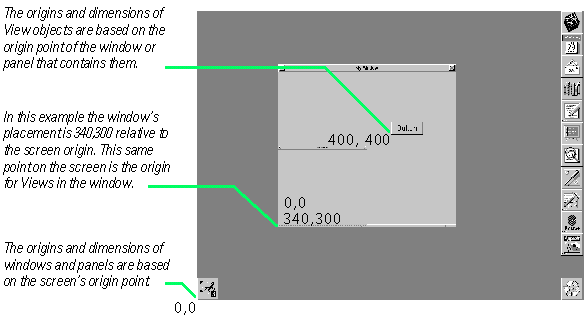 The origins and dimensions of
View objects are based on the
origin point of the window or
panel that contains them.
My Window
Button
400, 400
In this example the window's
placement is 340,300 relative to
the screen origin. This same
point on the screen is the origin
for Views in the window.
0,0
340,300
The origins and dimensions of
windows and panels are based
on the screen's origin point
0,0